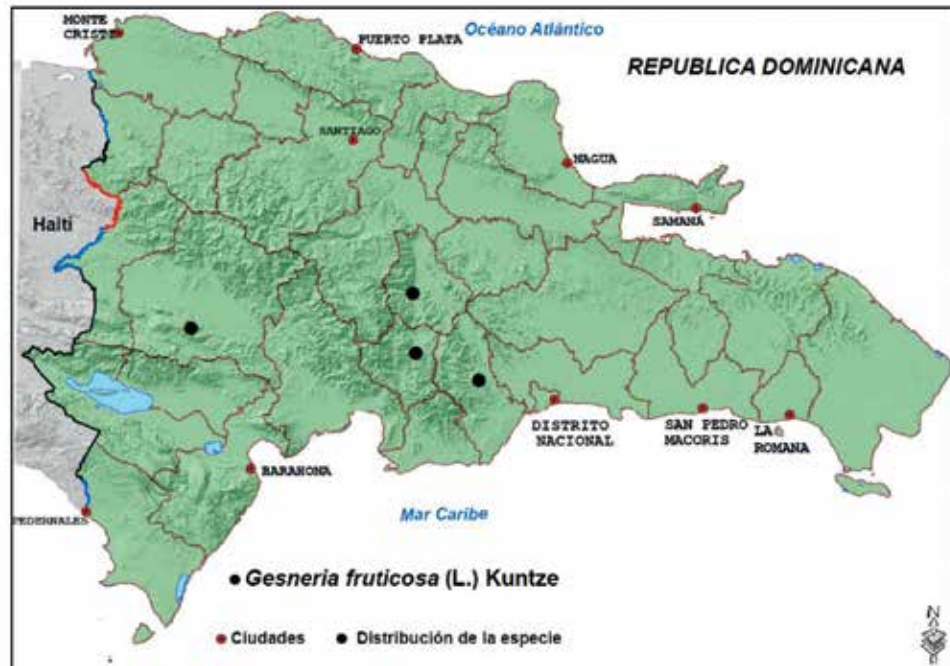 MONTE
CRISTI
PUERTO PLATA
Océano Atlántico
REPUBLICA DOMINICANA
SANTIAGO
NAGUA
SAMANÁ
Haití
DISTRITO
NACIONAL
SAN PEDRO
MACORIS
LA
ROMANA
BARAHONA
PEDERNALES
Mar Caribe
Gesneria fruticosa (L.) Kuntze
Ciudades
Distribución de la especie
N